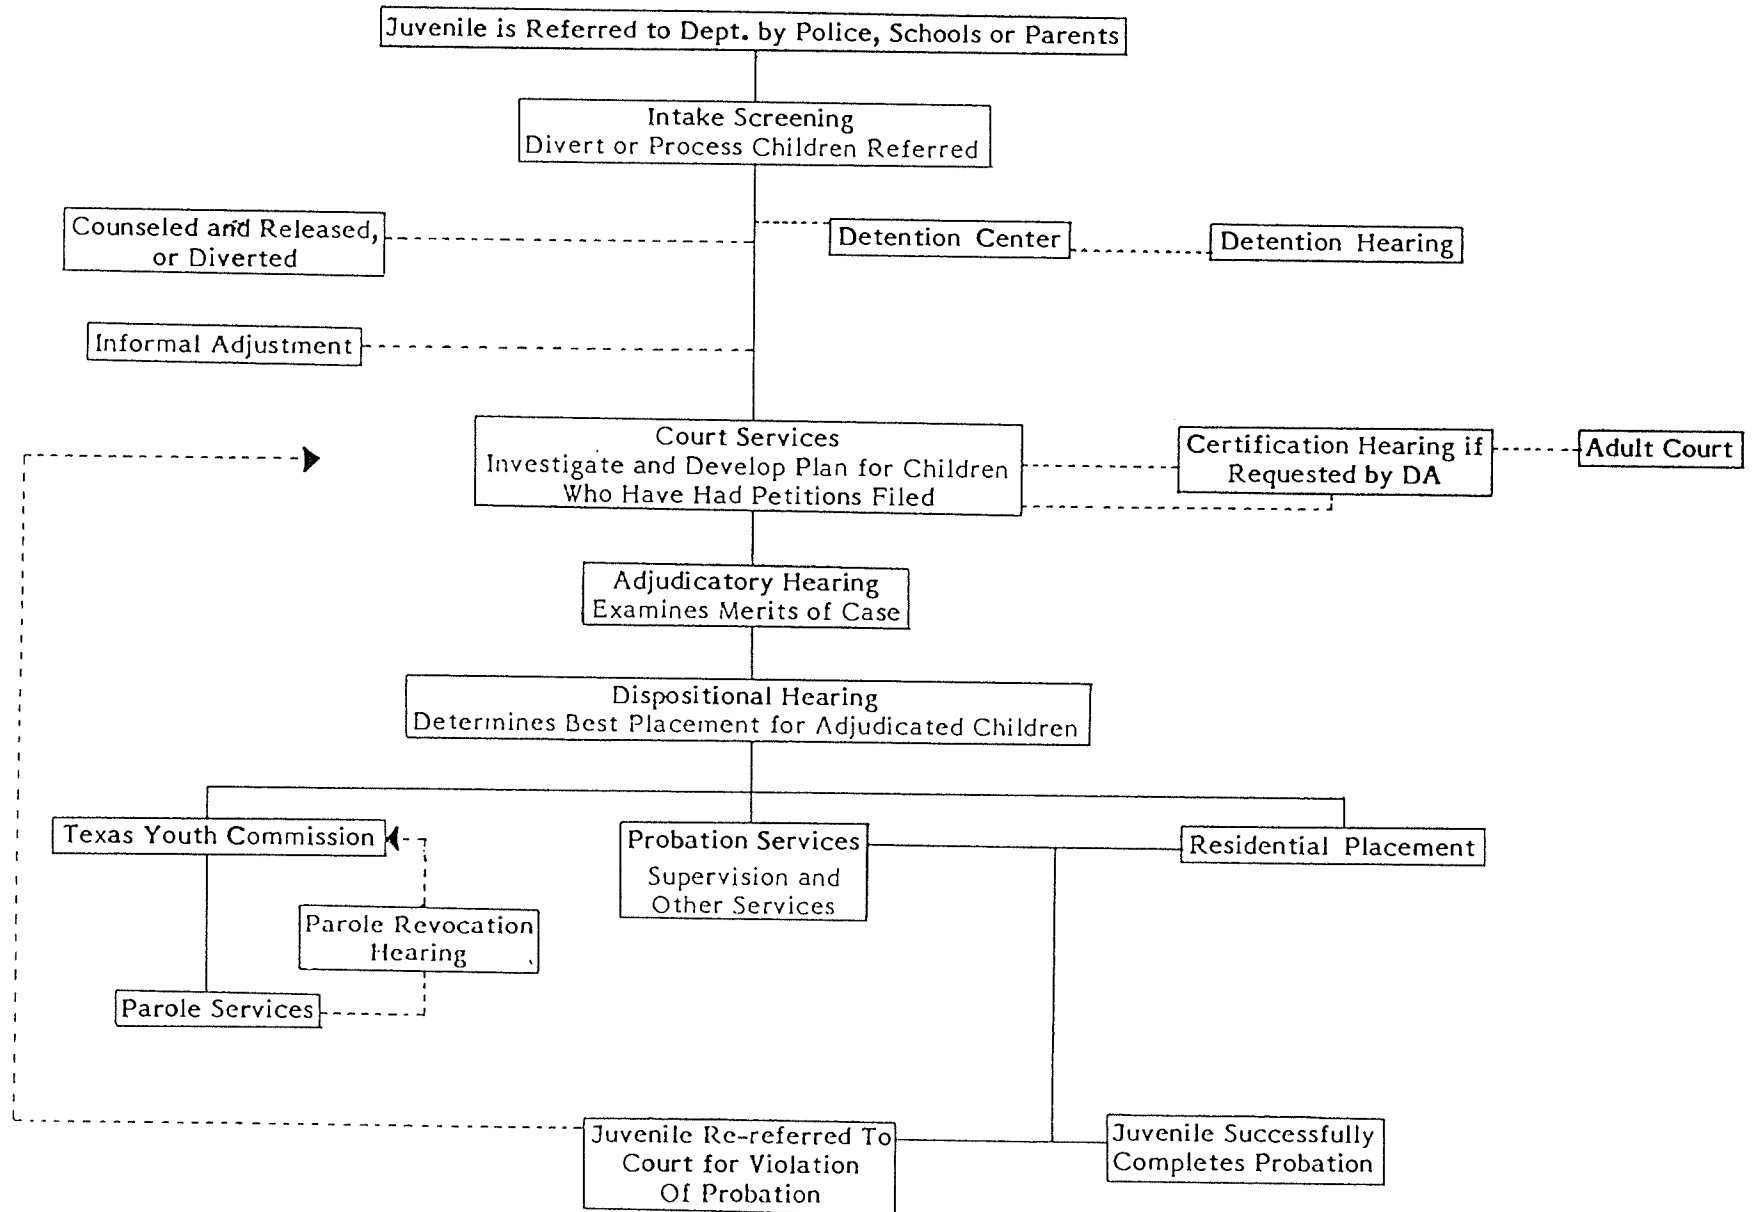 Juvenile is Referred to Dept. by Police, Schools or Parents
Intake Screening
Divert or Process Children Referred
Counseled and Released,
or Diverted
Detention Center
Detention Hearing
Informal Adjustment
Court Services
Investigate and Develop Plan for Children
Who Have Had Petitions Filed
Certification Hearing if
Requested by DA
Adult Court
Adjudicatory Hearing
Examines Merits of Case
Dispositional Hearing
Determines Best Placement for Adjudicated Children
Texas Youth Commission
Probation Services
Supervision and
Other Services
Residential Placement
Parole Revocation
Hearing
Parole Services
Juvenile Re-referred To
Court for Violation
Of Probation
Juvenile Successfully
Completes Probation